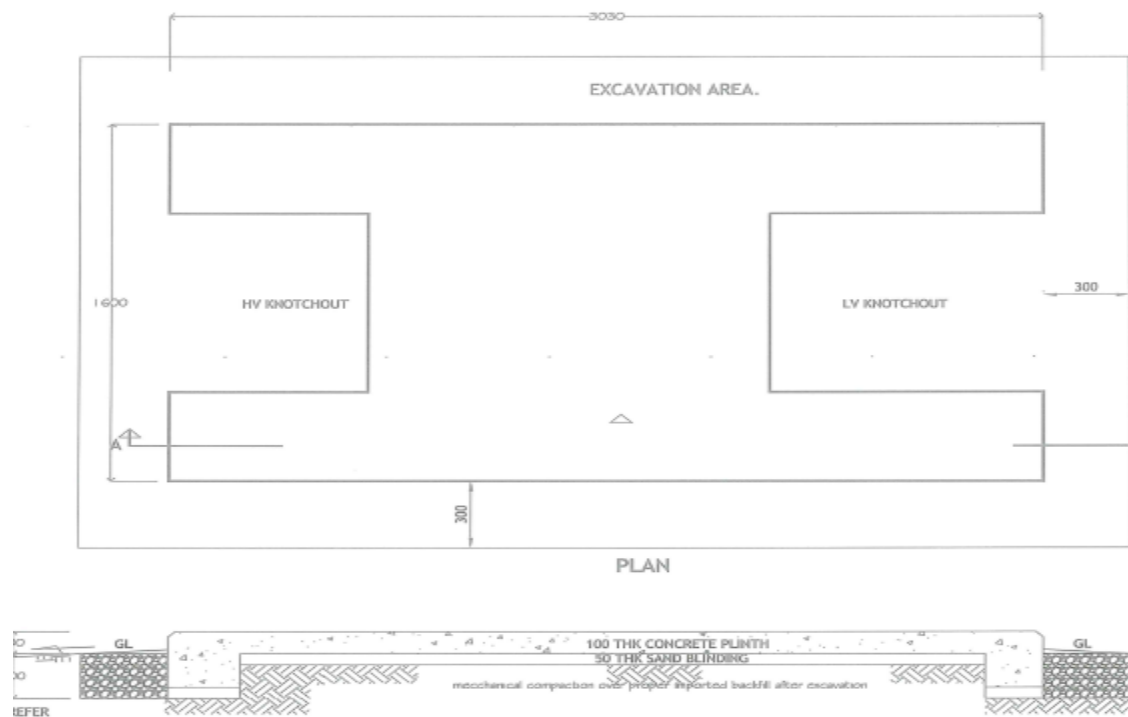 3030
EXCAVATION AREA.
1600
HV KNOTCHOUT
LV KNOTCHOUT
300
A
300
PLAN
GL
100 THK CONCRETE PLINTH
GL
50 THK SAND BLINDING
mecchanical compaction over proper imported backfill after excavation
REFER